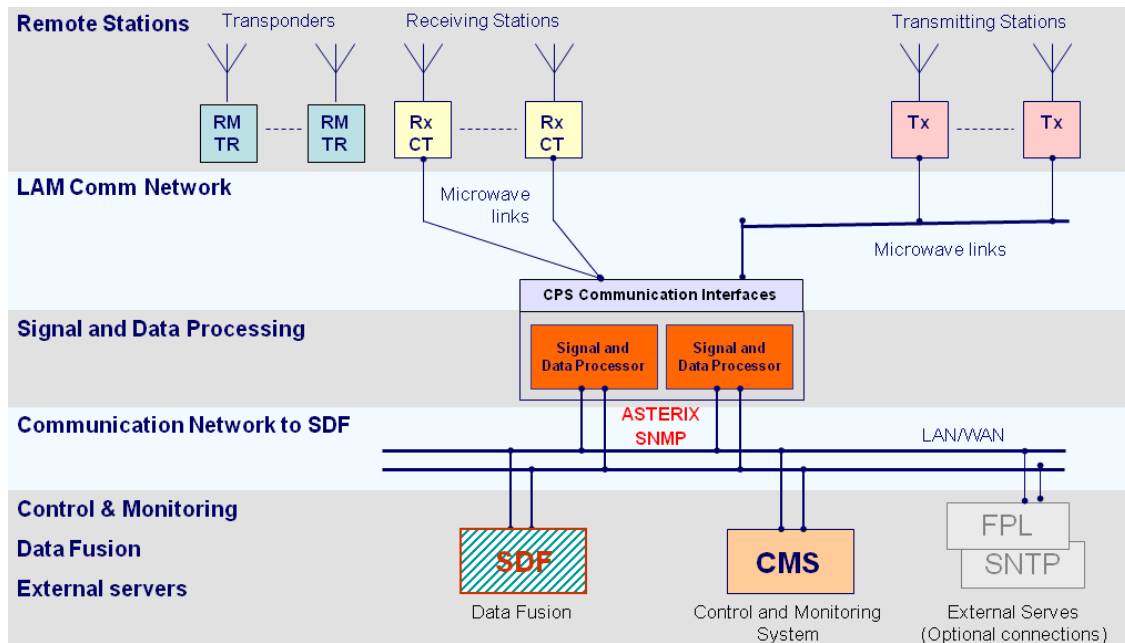 Remote Stations
Transponders
Receiving Stations
Transmitting Stations
RM
TR
RM
TR
Rx
CT
Rx
CT
Tx
Tx
LAM Comm Network
Microwave
links
Microwave links
CPS Communication Interfaces
Signal and Data Processing
Signal and
Data Processor
Signal and
Data Processor
Communication Network to SDF
ASTERIX
SNMP
LAN/WAN
Control & Monitoring
Data Fusion
External servers
SDF
CMS
FPL
SNTP
Data Fusion
Control and Monitoring
System
External Serves
(Optional connections)